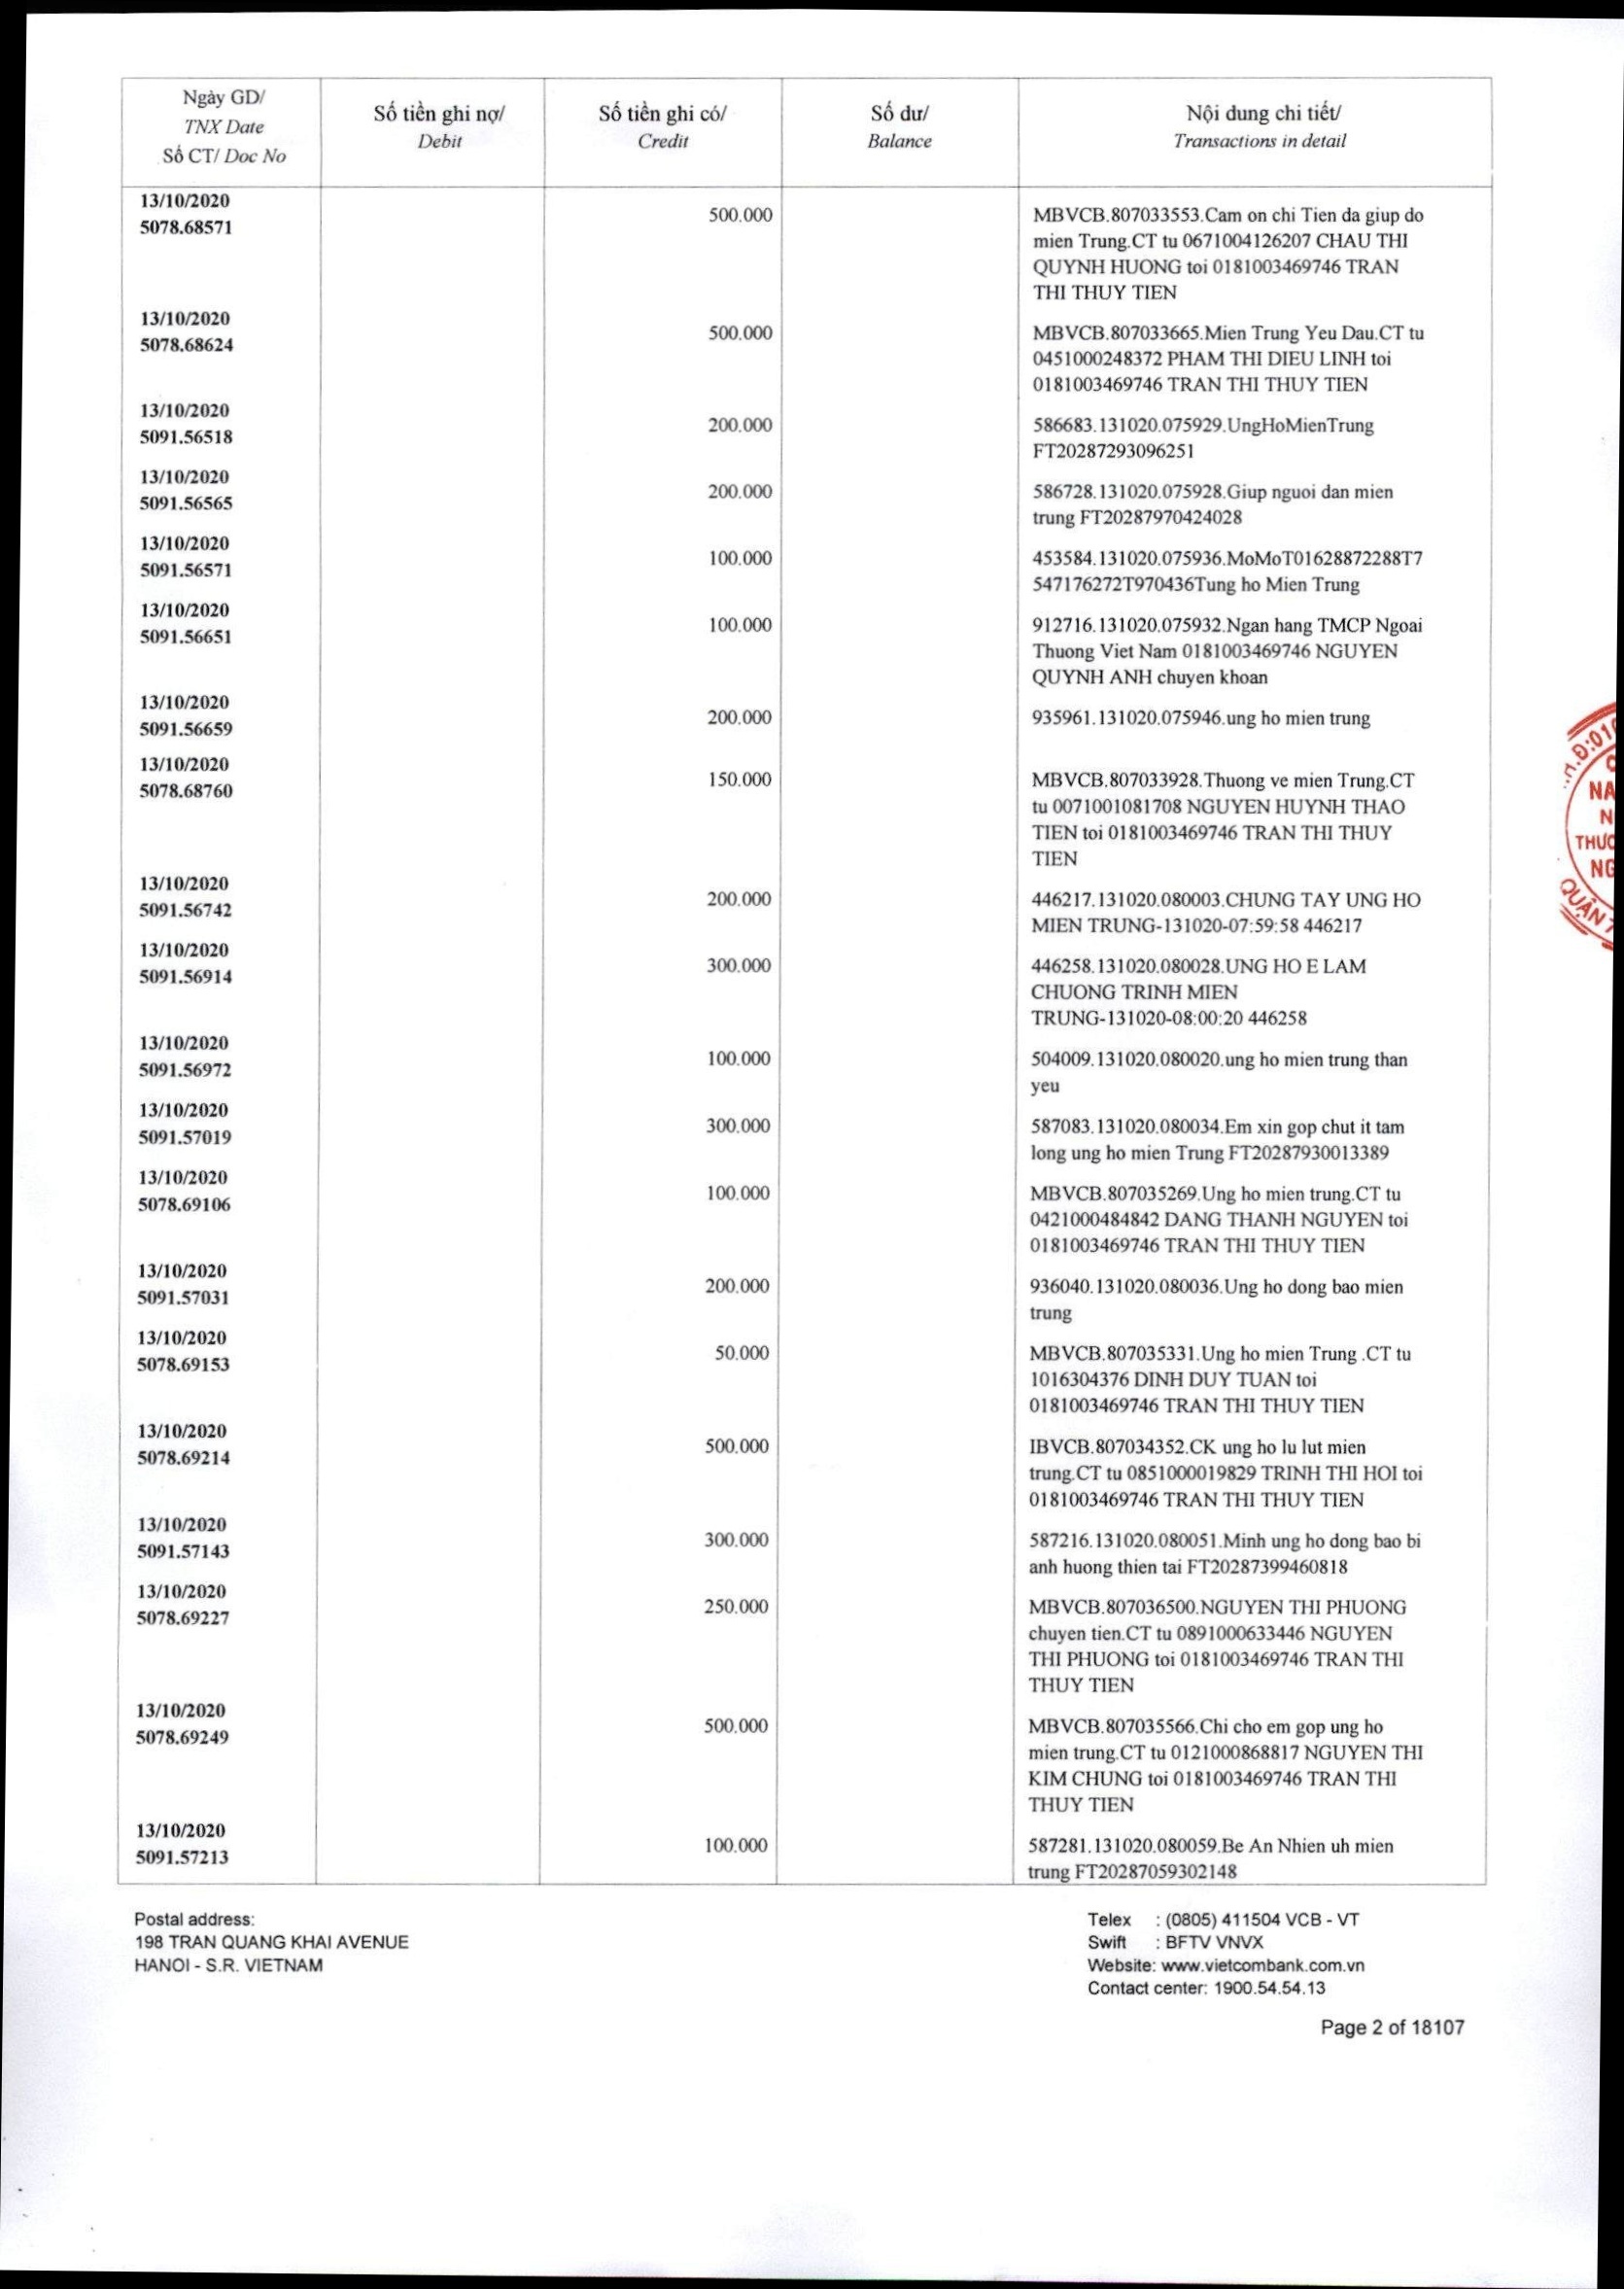 Ngày GD/
TNX Date
Số CT/ Doc No
Số tiền ghi nợ/
Debit
Số tiền ghi có/
Credit
Số dư/
Balance
Nội dung chi tiết/
Transactions in detail
13/10/2020
5078.68571
500.000
MBVCB.807033553.Cam on chi Tien da giup do
mien Trung.CT tu 0671004126207 CHAU THI
QUYNH HUONG toi 0181003469746 TRAN
THI THUY TIEN
13/10/2020
5078.68624
500.000
MBVCB.807033665.Mien Trung Yeu Dau.CT tu
0451000248372 PHAM THI DIEU LINH toi
0181003469746 TRAN THI THUY TIEN
13/10/2020
5091.56518
200.000
586683.131020.075929.UngHoMienTrung
FT20287293096251
13/10/2020
5091.56565
200.000
586728.131020.075928.Giup nguoi dan mien
trung FT20287970424028
13/10/2020
5091.56571
100.000
453584.131020.075936.MoMoT01628872288T7
547176272T970436Tung ho Mien Trung
13/10/2020
5091.56651
100.000
912716.131020.075932.Ngan hang TMCP Ngoai
Thuong Viet Nam 0181003469746 NGUYEN
QUYNH ANH chuyen khoan
13/10/2020
5091.56659
200.000
935961.131020.075946.ung ho mien trung
13/10/2020
5078.68760
150.000
MBVCB.807033928.Thuong ve mien Trung.CT
tu 0071001081708 NGUYEN HUYNH THAO
TIEN toi 0181003469746 TRAN THI THUY
TIEN
13/10/2020
5091.56742
200.000
446217.131020.080003.CHUNG TAY UNG HO
MIEN TRUNG-131020-07:59:58 446217
13/10/2020
5091.56914
300.000
446258.131020.080028.UNG HO E LAM
CHUONG TRINH MIEN
TRUNG-131020-08:00:20 446258
13/10/2020
5091.56972
100.000
504009.131020.080020.ung ho mien trung than
yeu
13/10/2020
5091.57019
300.000
587083.131020.080034.Em xin gop chut it tam
long ung ho mien Trung FT20287930013389
13/10/2020
5078.69106
100.000
MBVCB.807035269.Ung ho mien trung.CT tu
0421000484842 DANG THANH NGUYEN toi
0181003469746 TRAN THI THUY TIEN
13/10/2020
5091.57031
200.000
936040.131020.080036.Ung ho dong bao mien
trung
13/10/2020
5078.69153
50.000
MBVCB.807035331.Ung ho mien Trung .CT tu
1016304376 DINH DUY TUAN toi
0181003469746 TRAN THI THUY TIEN
13/10/2020
5078.69214
500.000
IBVCB.807034352.CK ung ho lu lut mien
trung.CT tu 0851000019829 TRINH THI HOI toi
0181003469746 TRAN THI THUY TIEN
13/10/2020
5091.57143
300.000
587216.131020.080051.Minh ung ho dong bao bi
anh huong thien tai FT20287399460818
13/10/2020
5078.69227
250.000
MBVCB.807036500.NGUYEN THI PHUONG
chuyen tien.CT tu 0891000633446 NGUYEN
THI PHUONG toi 0181003469746 TRAN THI
THUY TIEN
13/10/2020
5078.69249
500.000
MBVCB.807035566.Chi cho em gop ung ho
mien trung.CT tu 0121000868817 NGUYEN THI
KIM CHUNG toi 0181003469746 TRAN THI
THUY TIEN
13/10/2020
5091.57213
100.000
587281.131020.080059.Be An Nhien uh mien
trung FT20287059302148
Postal address:
198 TRAN QUANG KHAI AVENUE
HANOI - S.R. VIETNAM
Telex : (0805) 411504 VCB - VT
Swift : BFTV VNVX
Website: www.vietcombank.com.vn
Contact center: 1900.54.54.13
Page 2 of 18107
QUẬN